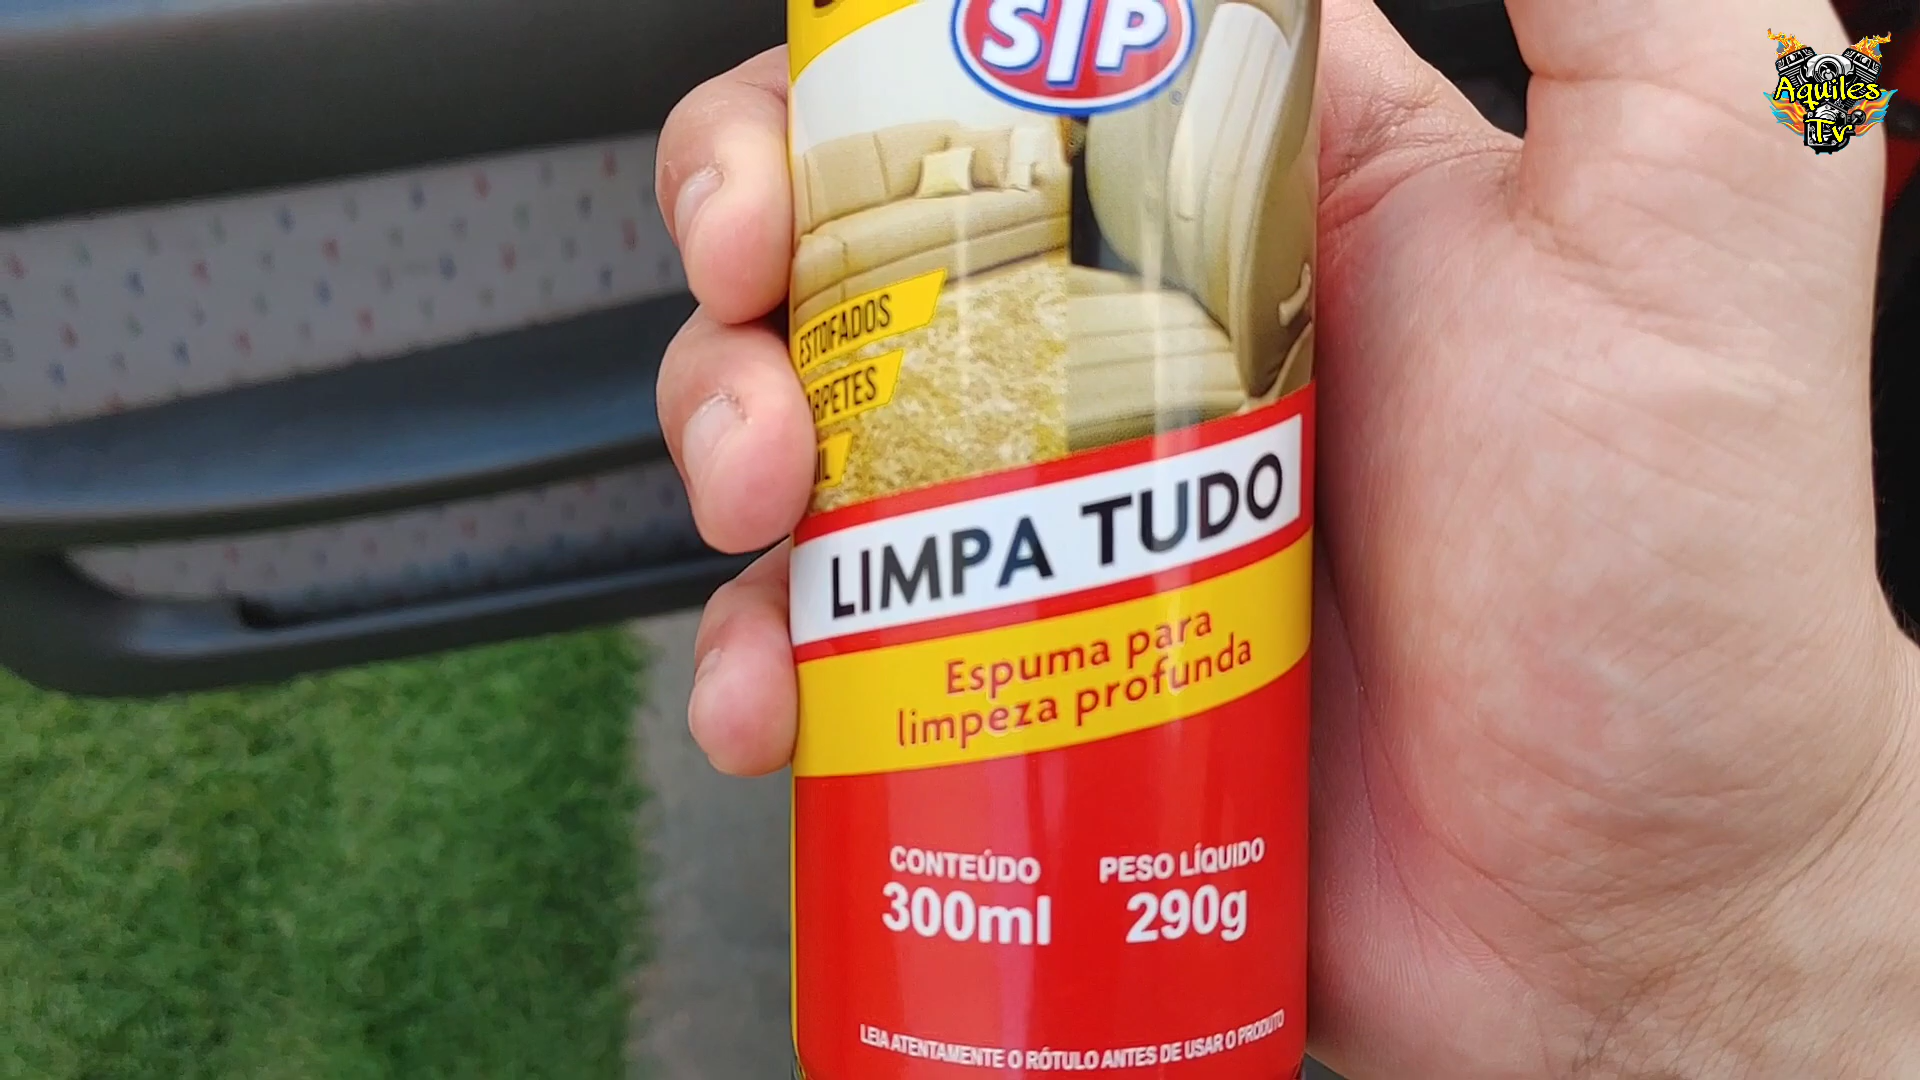 STP
Aquiles
Tv
ESTOFADOS
LIMPA TUDO
Espuma para
limpeza profunda
CONTEÚDO
300ml
PESO LÍQUIDO
290g
LEIA ATENTAMENTE O RÓTULO ANTES DE USAR O PRODUTO